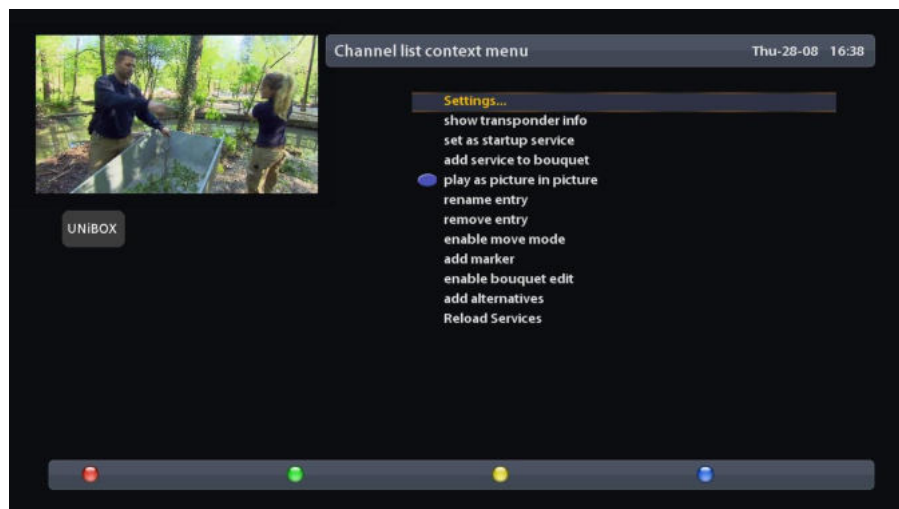 Channel list context menu
Thu-28-08 16:38
Settings...
show transponder info
set as startup service
add service to bouquet
play as picture in picture
rename entry
remove entry
UNiBOX
enable move mode
add marker
enable bouquet edit
add alternatives
Reload Services